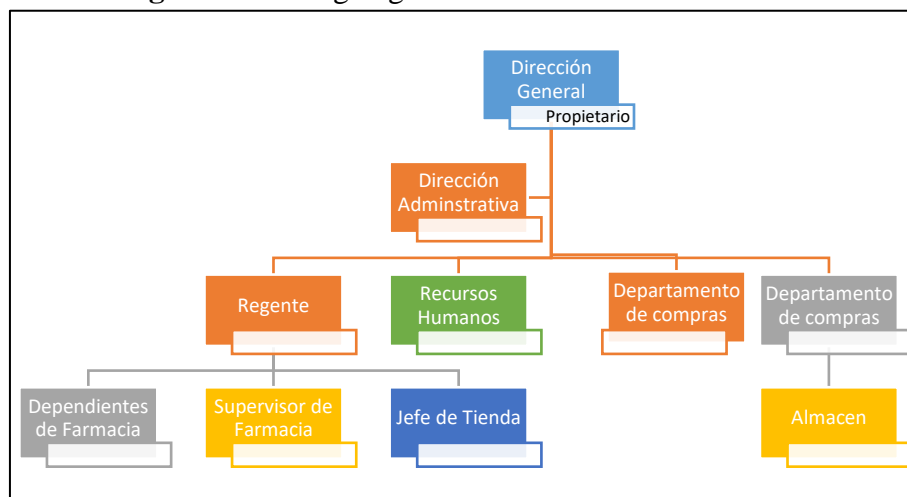 Dirección
General
Propietario
Dirección
Adminstrativa
Regente
Recursos
Humanos
Departamento
de compras
Departamento
de compras
Dependientes
de Farmacia
Supervisor de
Farmacia
Jefe de Tienda
Almacen